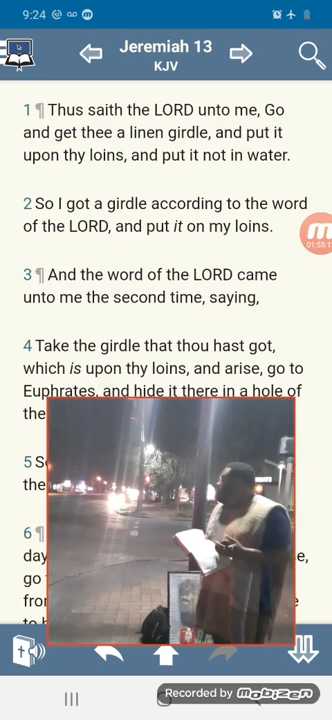 9:24
Jeremiah 13
KJV
1 ¶ Thus saith the LORD unto me, Go
and get thee a linen girdle, and put it
upon thy loins, and put it not in water.
01:55:1
2 So I got a girdle according to the word
of the LORD, and put it on my loins.
3 ¶ And the word of the LORD came
unto me the second time, saying,
4 Take the girdle that thou hast got,
which is upon thy loins, and arise, go to
Euphrates, and hide it there in a hole of
the
5 S
the
6 ¶
day
e,
go
from
Recorded by mobizen